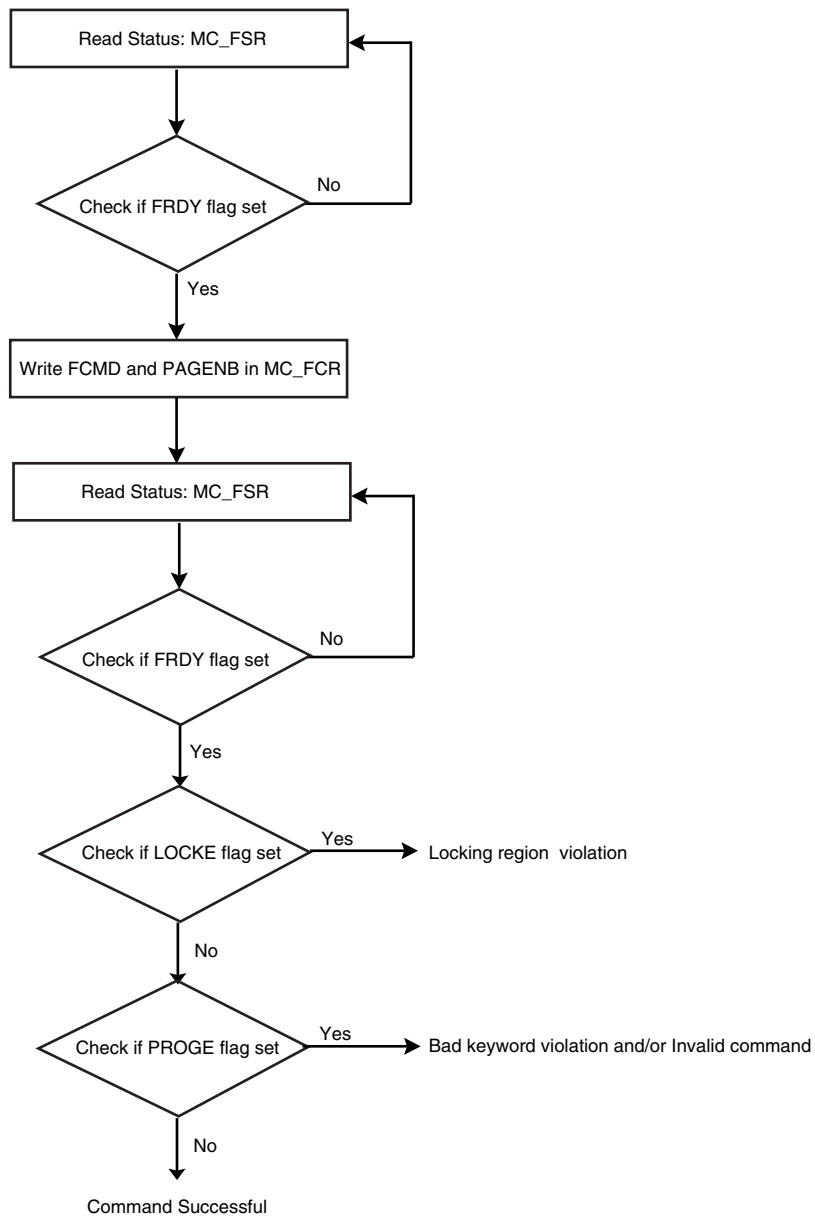 Read Status: MC_FSR
No
Check if FRDY flag set
Yes
Write FCMD and PAGENB in MC_FCR
Read Status: MC_FSR
No
Check if FRDY flag set
Yes
Check if LOCKE flag set
Yes
Locking region violation
No
Check if PROGE flag set
Yes
Bad keyword violation and/or Invalid command
No
Command Successful